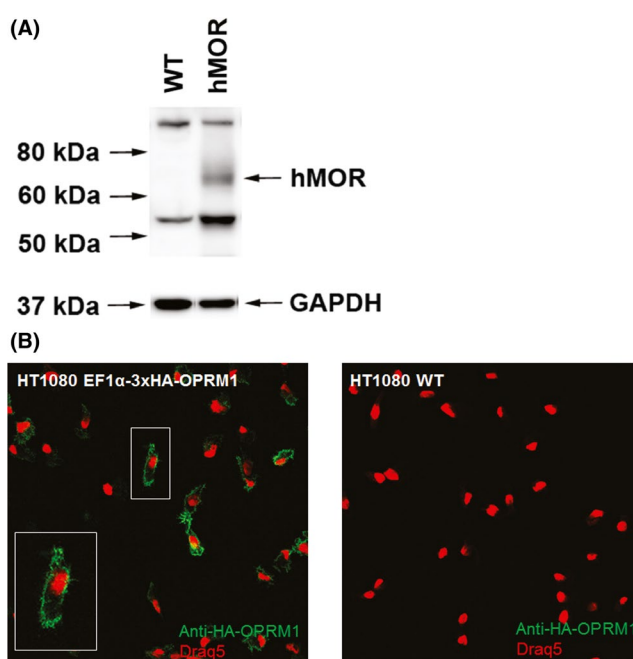 (A)
WT
hMOR
80 kDa
hMOR
60 kDa
50 kDa
37 kDa
GAPDH
(B)
HT1080 EF1α-3xHA-OPRM1
Anti-HA-OPRM1
Draq5
HT1080 WT
Anti-HA-OPRM1
Draq5